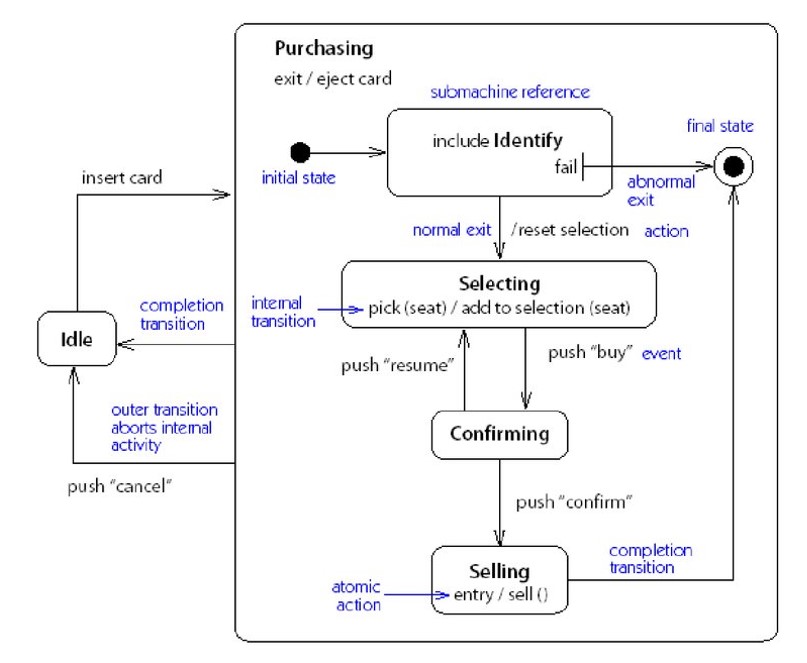 Purchasing
exit / eject card
submachine reference
final state
include Identify
fail
initial state
abnormal
exit
insert card
normal exit
/reset selection
action
Selecting
pick (seat) / add to selection (seat)
internal
transition
completion
transition
Idle
push "resume"
push "buy"
event
outer transition
aborts internal
activity
Confirming
push "cancel"
push "confirm"
completion
transition
Selling
entry / sell ()
atomic
action